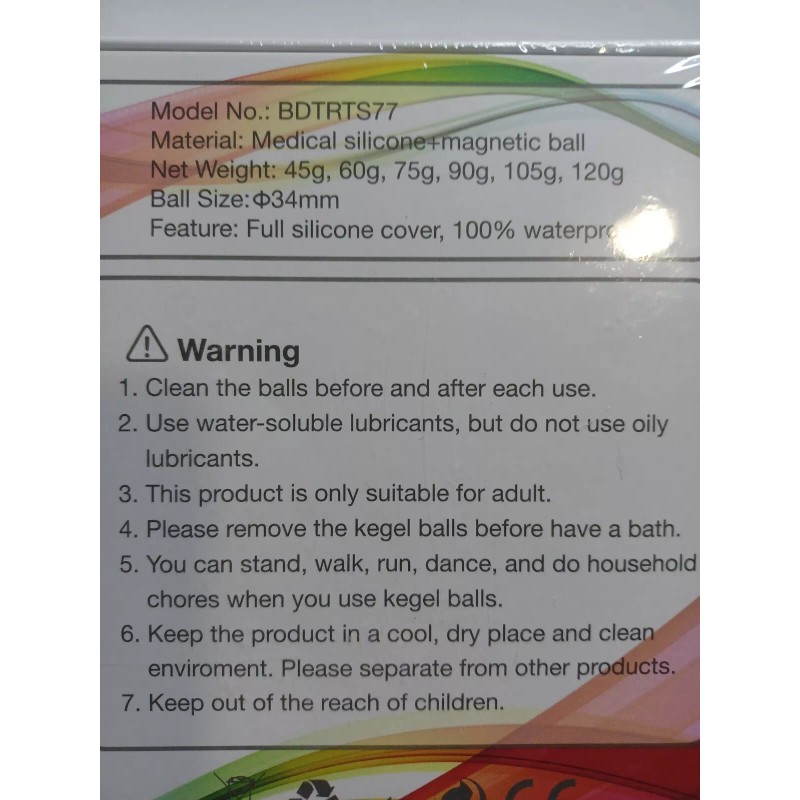 Model No.: BDTRTS77
Material: Medical silicone+magnetic ball
Net Weight: 45g, 60g, 75g, 90g, 105g, 120g
Ball Size:Φ34mm
Feature: Full silicone cover, 100%
Warning
1. Clean the balls before and after each use.
2. Use water-soluble lubricants, but do not use oily
lubricants.
3. This product is only suitable for adult.
4. Please remove the kegel balls before have a bath.
5. You can stand, walk, run, dance, and do household
chores when you use kegel balls.
6. Keep the product in a cool, dry place and clean
enviroment. Please separate from other products.
7. Keep out of the reach of children.